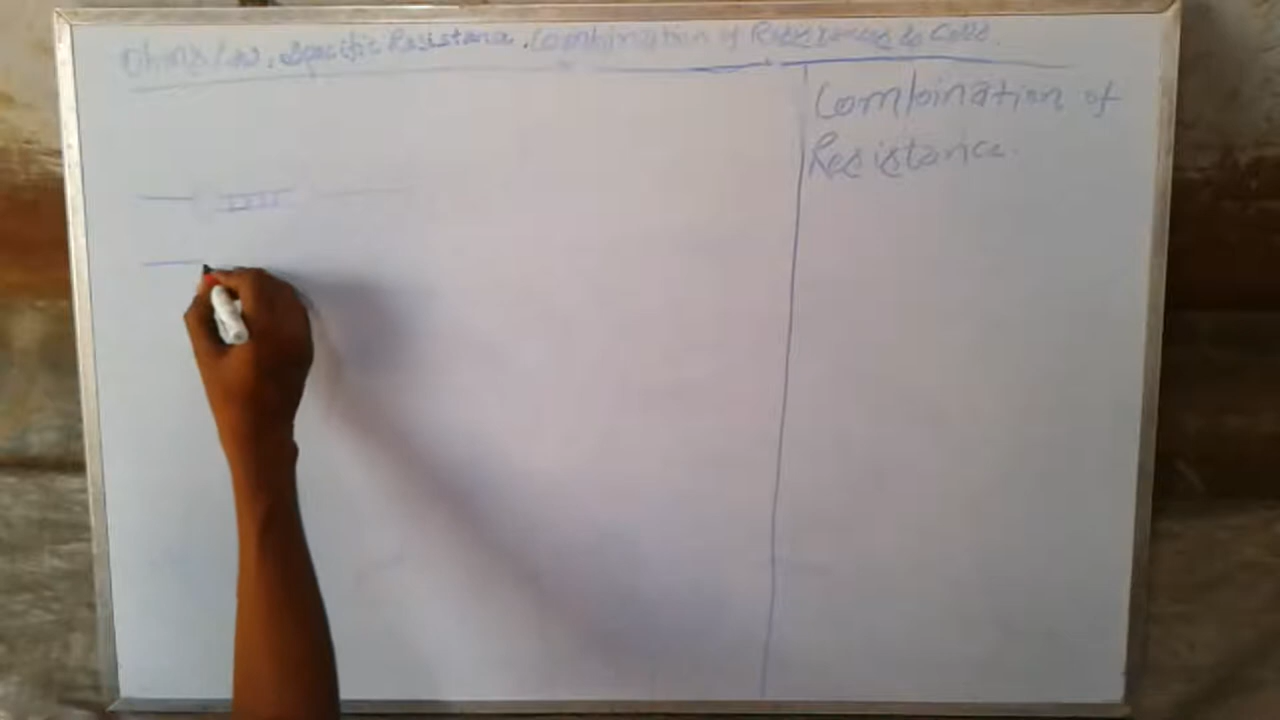 Ohm's Law, Specific Resistance, Combination of Resistances & Cells.
Combination of
Resistance.